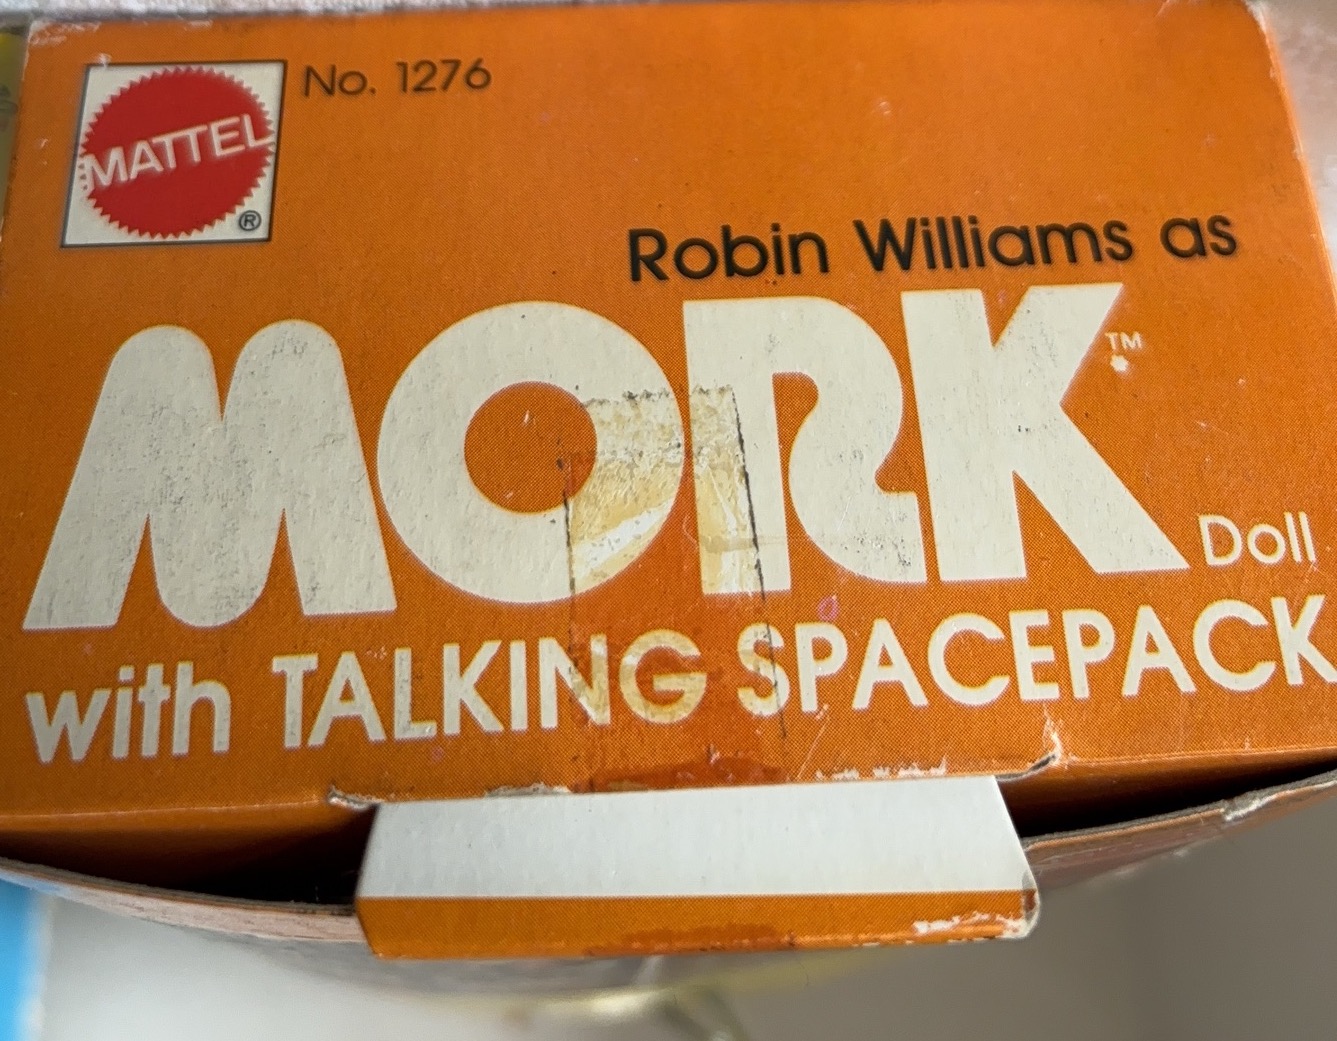 MATTEL®
No. 1276
Robin Williams as
MORK™ Doll
with TALKING SPACEPACK